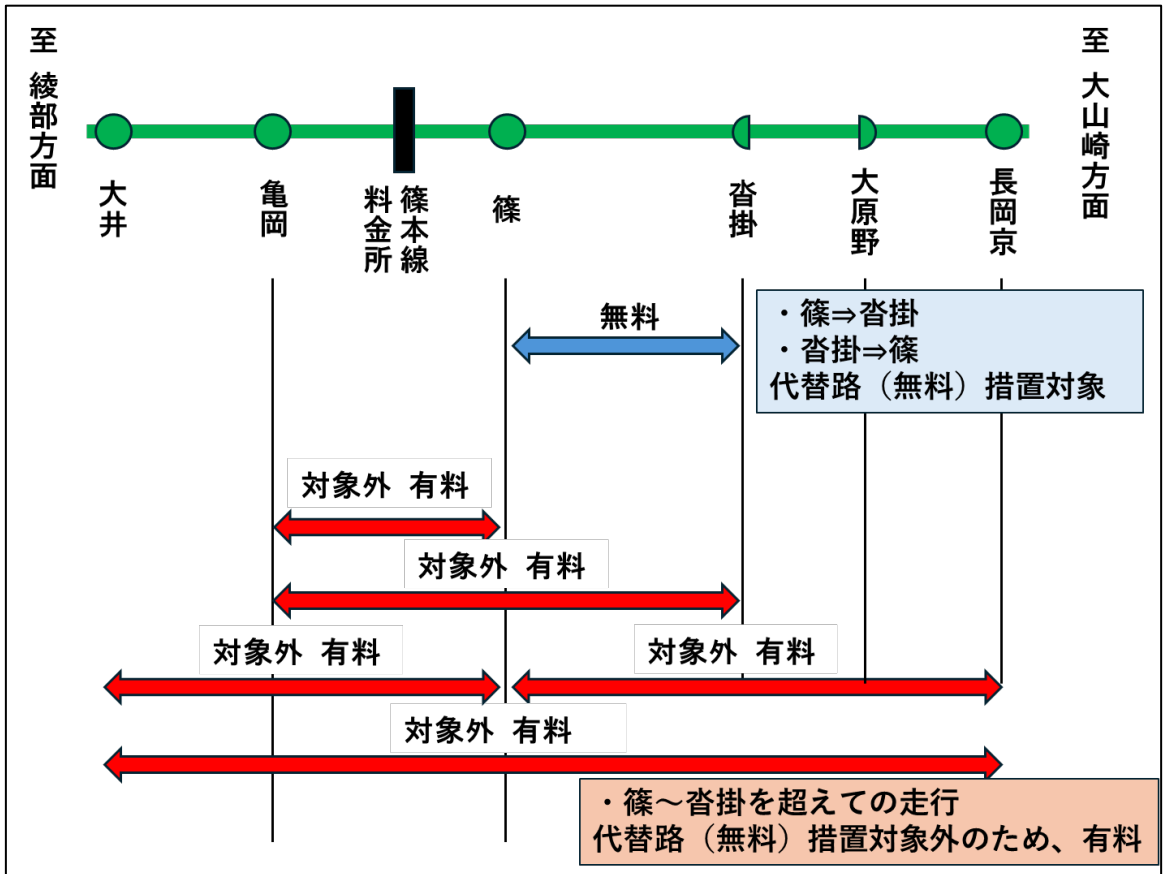 至 綾部方面
至 大山崎方面
大井
亀岡
篠本線
料金所
篠
沓掛
大原野
長岡京
無料
・篠⇒沓掛
・沓掛⇒篠
代替路（無料）措置対象
対象外 有料
対象外 有料
対象外 有料
対象外 有料
対象外 有料
・篠～沓掛を超えての走行
代替路（無料）措置対象外のため、有料